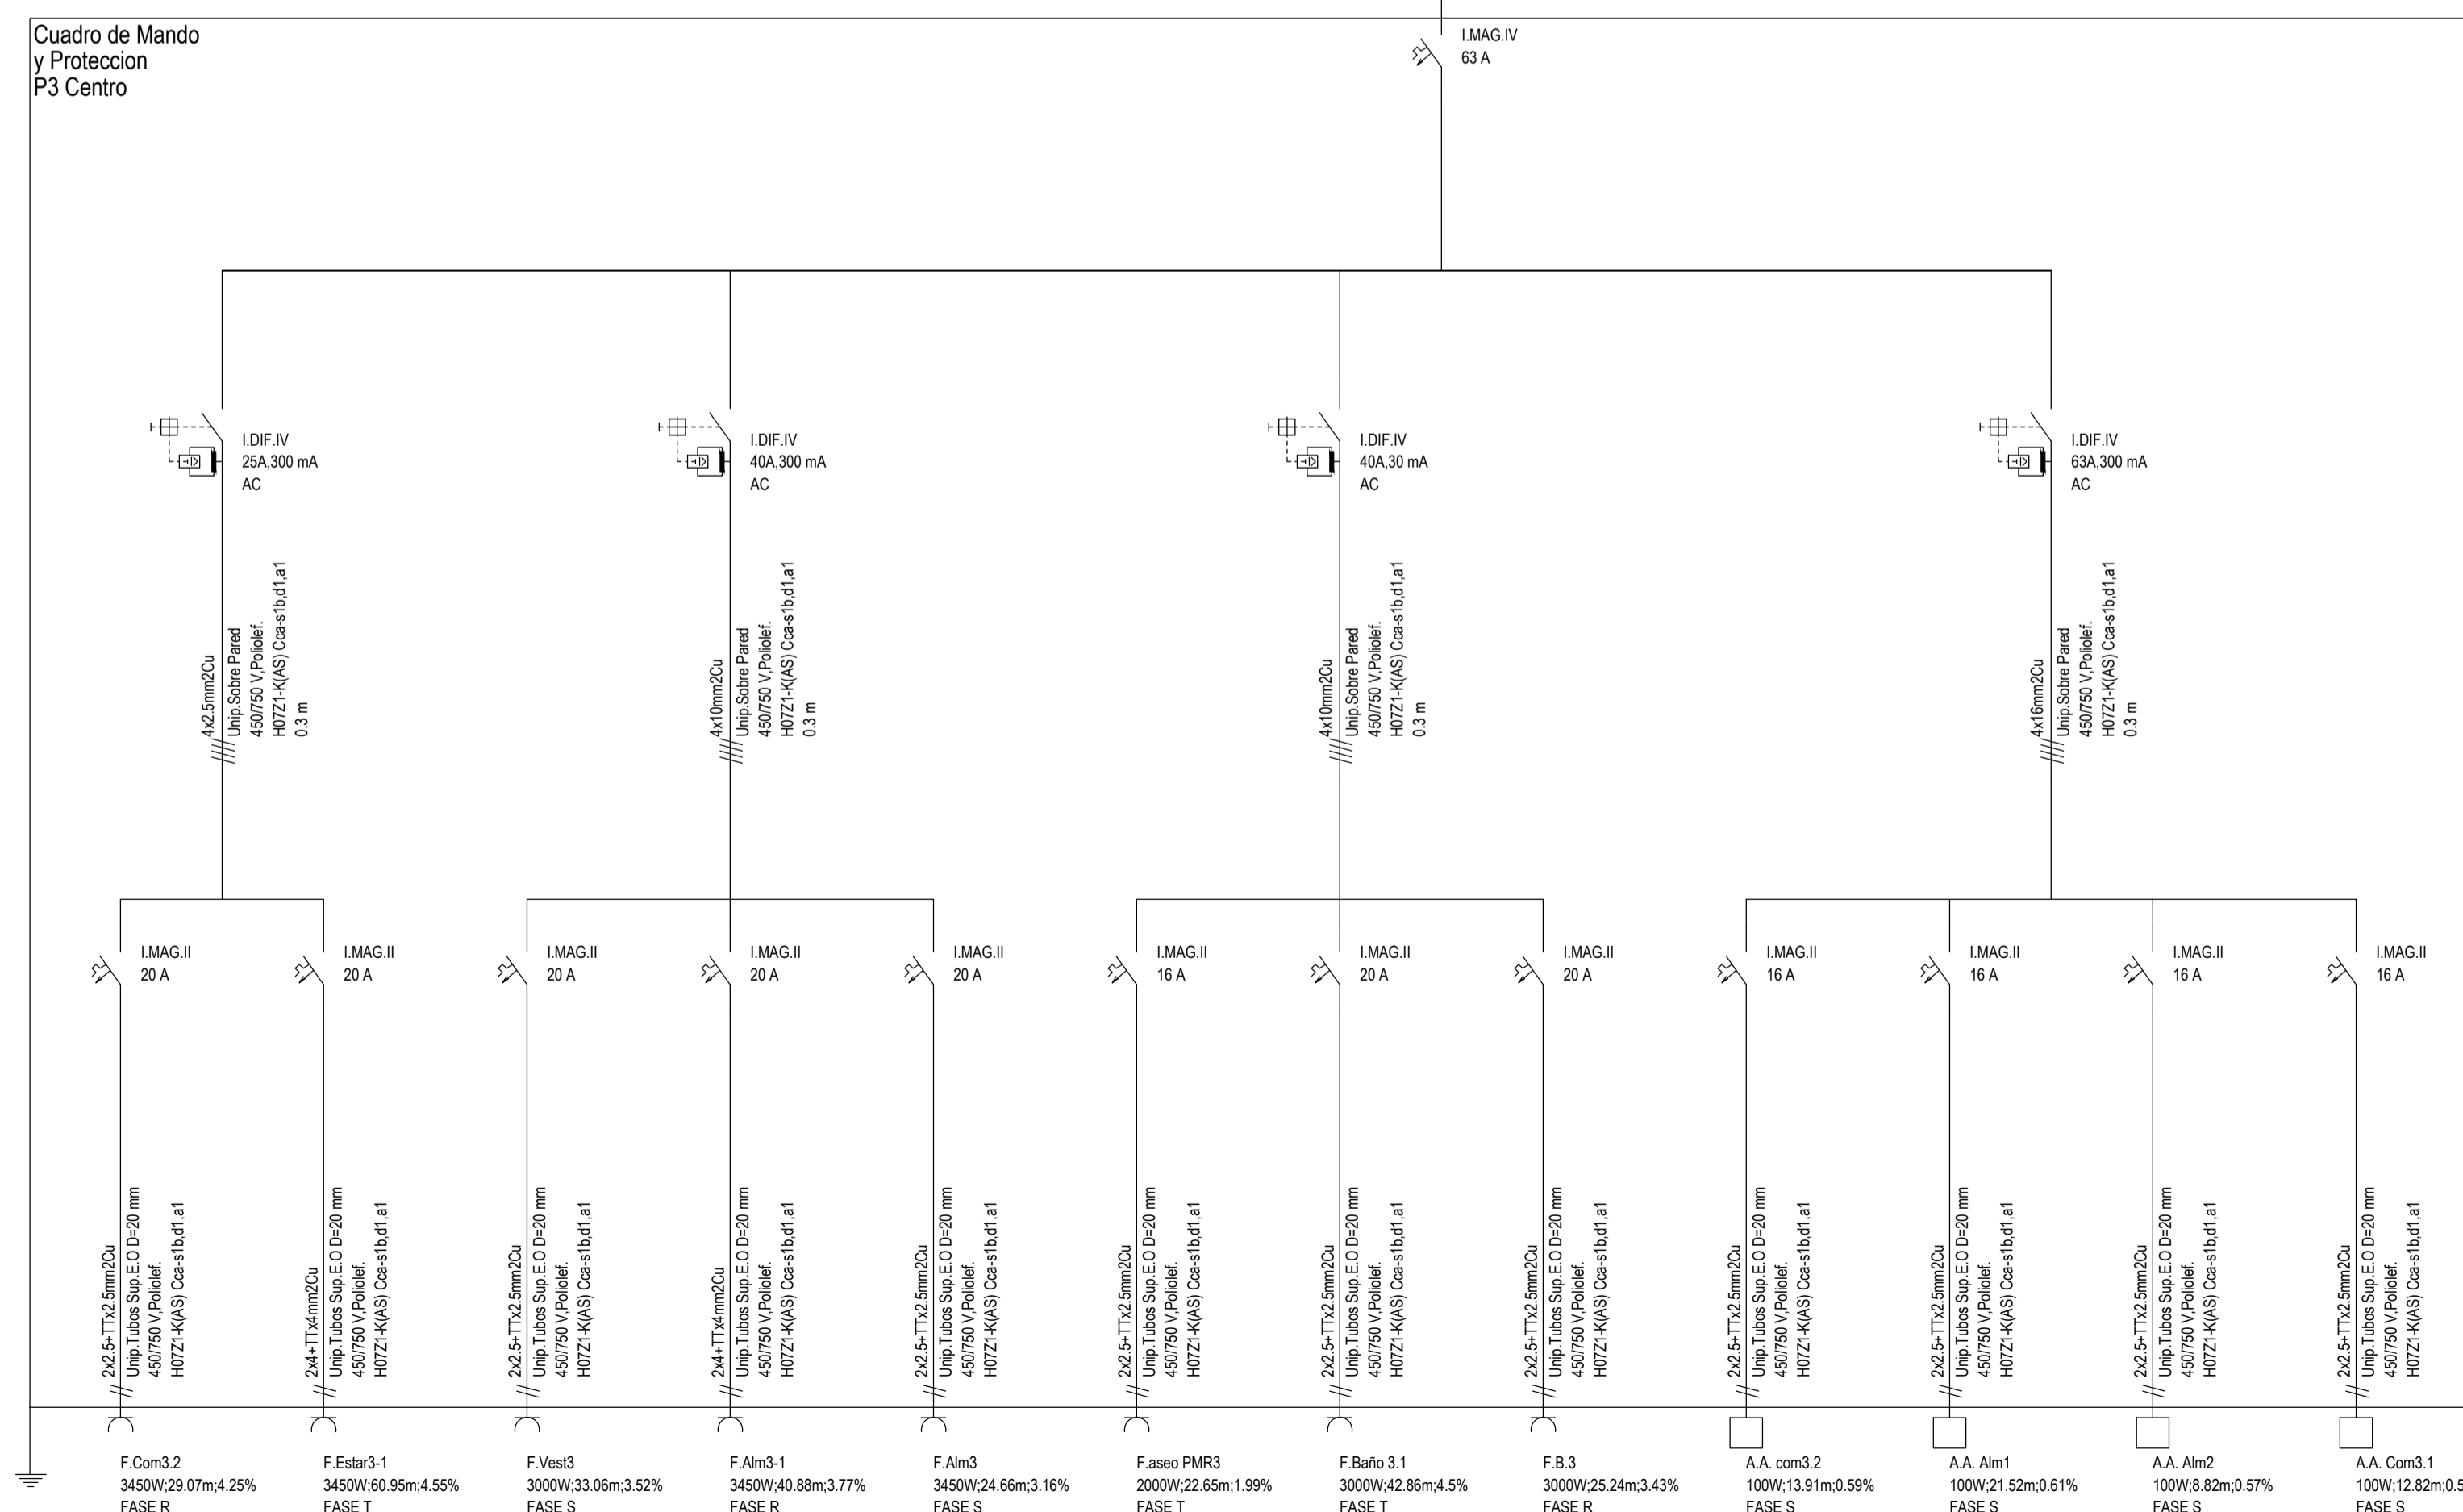 Cuadro de Mando
y Proteccion
P3 Centro
I.MAG.IV
63 A
I.DIF.IV
25A,300 mA
AC
I.DIF.IV
40A,300 mA
AC
I.DIF.IV
40A,30 mA
AC
I.DIF.IV
63A,300 mA
AC
4x2.5mm2Cu
Unip.Sobre Pared
450/750 V,Poliolef.
H07Z1-K(AS) Cca-s1b,d1,a1
0.3 m
4x10mm2Cu
Unip.Sobre Pared
450/750 V,Poliolef.
H07Z1-K(AS) Cca-s1b,d1,a1
0.3 m
4x10mm2Cu
Unip.Sobre Pared
450/750 V,Poliolef.
H07Z1-K(AS) Cca-s1b,d1,a1
0.3 m
4x16mm2Cu
Unip.Sobre Pared
450/750 V,Poliolef.
H07Z1-K(AS) Cca-s1b,d1,a1
0.3 m
I.MAG.II
20 A
I.MAG.II
20 A
I.MAG.II
20 A
I.MAG.II
20 A
I.MAG.II
20 A
I.MAG.II
16 A
I.MAG.II
20 A
I.MAG.II
20 A
I.MAG.II
16 A
I.MAG.II
16 A
I.MAG.II
16 A
I.MAG.II
16 A
2x2.5+TTx2.5mm2Cu
Unip.Tubos Sup.E.O D=20 mm
450/750 V,Poliolef.
H07Z1-K(AS) Cca-s1b,d1,a1
2x4+TTx4mm2Cu
Unip.Tubos Sup.E.O D=20 mm
450/750 V,Poliolef.
H07Z1-K(AS) Cca-s1b,d1,a1
2x2.5+TTx2.5mm2Cu
Unip.Tubos Sup.E.O D=20 mm
450/750 V,Poliolef.
H07Z1-K(AS) Cca-s1b,d1,a1
2x4+TTx4mm2Cu
Unip.Tubos Sup.E.O D=20 mm
450/750 V,Poliolef.
H07Z1-K(AS) Cca-s1b,d1,a1
2x2.5+TTx2.5mm2Cu
Unip.Tubos Sup.E.O D=20 mm
450/750 V,Poliolef.
H07Z1-K(AS) Cca-s1b,d1,a1
2x2.5+TTx2.5mm2Cu
Unip.Tubos Sup.E.O D=20 mm
450/750 V,Poliolef.
H07Z1-K(AS) Cca-s1b,d1,a1
2x2.5+TTx2.5mm2Cu
Unip.Tubos Sup.E.O D=20 mm
450/750 V,Poliolef.
H07Z1-K(AS) Cca-s1b,d1,a1
2x2.5+TTx2.5mm2Cu
Unip.Tubos Sup.E.O D=20 mm
450/750 V,Poliolef.
H07Z1-K(AS) Cca-s1b,d1,a1
2x2.5+TTx2.5mm2Cu
Unip.Tubos Sup.E.O D=20 mm
450/750 V,Poliolef.
H07Z1-K(AS) Cca-s1b,d1,a1
2x2.5+TTx2.5mm2Cu
Unip.Tubos Sup.E.O D=20 mm
450/750 V,Poliolef.
H07Z1-K(AS) Cca-s1b,d1,a1
2x2.5+TTx2.5mm2Cu
Unip.Tubos Sup.E.O D=20 mm
450/750 V,Poliolef.
H07Z1-K(AS) Cca-s1b,d1,a1
2x2.5+TTx2.5mm2Cu
Unip.Tubos Sup.E.O D=20 mm
450/750 V,Poliolef.
H07Z1-K(AS) Cca-s1b,d1,a1
F.Com3.2
3450W;29.07m;4.25%
FASE R
F.Estar3-1
3450W;60.95m;4.55%
FASE T
F.Vest3
3000W;33.06m;3.52%
FASE S
F.Alm3-1
3450W;40.88m;3.77%
FASE R
F.Alm3
3450W;24.66m;3.16%
FASE S
F.aseo PMR3
2000W;22.65m;1.99%
FASE T
F.Baño 3.1
3000W;42.86m;4.5%
FASE T
F.B.3
3000W;25.24m;3.43%
FASE R
A.A. com3.2
100W;13.91m;0.59%
FASE S
A.A. Alm1
100W;21.52m;0.61%
FASE S
A.A. Alm2
100W;8.82m;0.57%
FASE S
A.A. Com3.1
100W;12.82m;0.5
FASE S